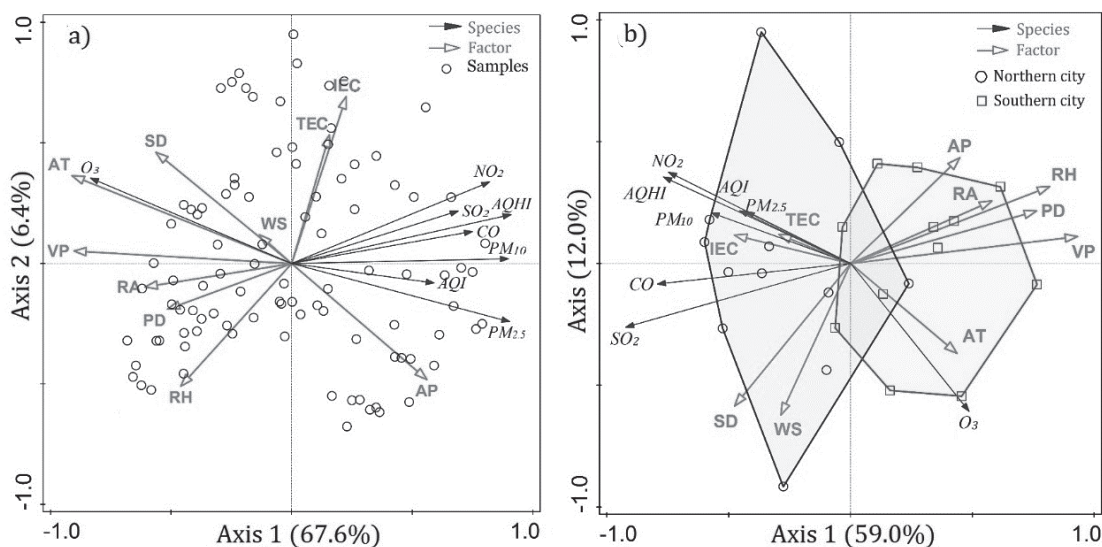 a)
Species
Factor
Samples
1.0
IEC
TEC
SD
AT
O3
NO2
AQHI
SO2
CO
WS
VP
PM10
RA
AQI
PD
PM2.5
RH
AP
Axis 2 (6.4%)
-1.0
-1.0
Axis 1 (67.6%)
1.0
b)
Species
Factor
Northern city
Southern city
1.0
AP
NO2
AQHI
AQI
RH
PM2.5
RA
PM10
PD
TEC
IEC
VP
CO
SO2
AT
SD
WS
O3
Axis (12.0%)
-1.0
-1.0
Axis 1 (59.0%)
1.0